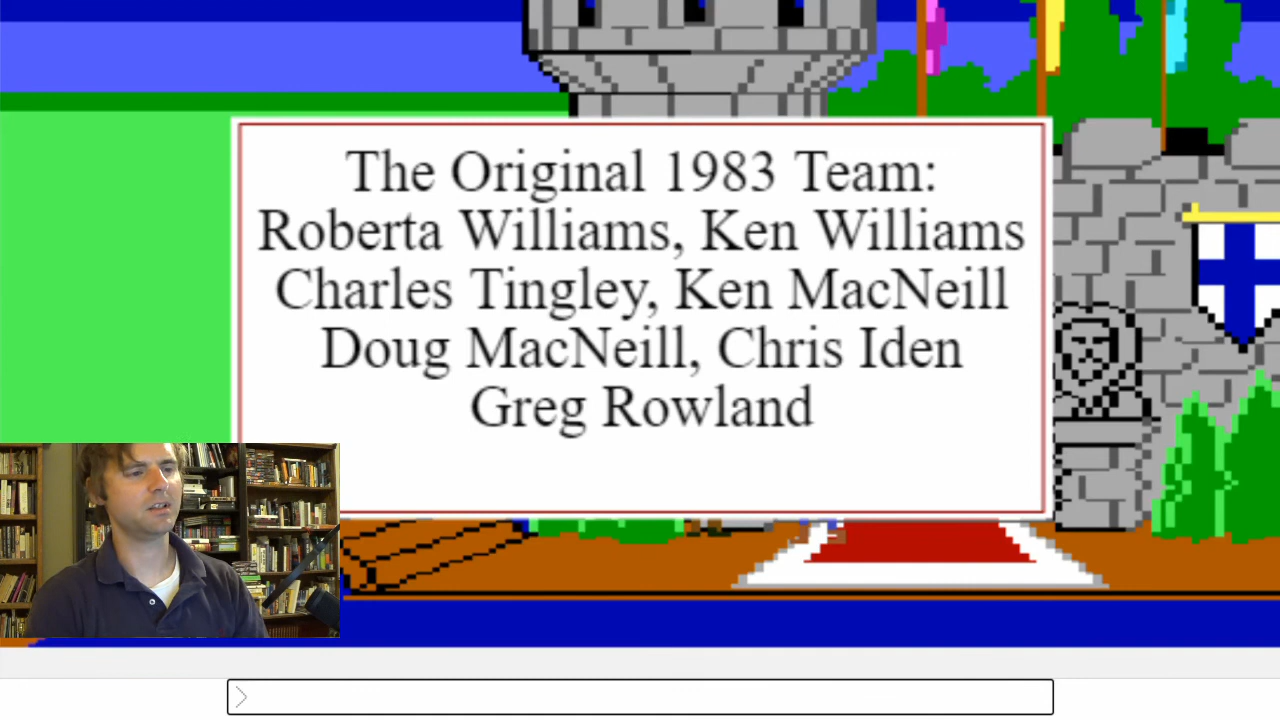 The Original 1983 Team:
Roberta Williams, Ken Williams
Charles Tingley, Ken MacNeill
Doug MacNeill, Chris Iden
Greg Rowland